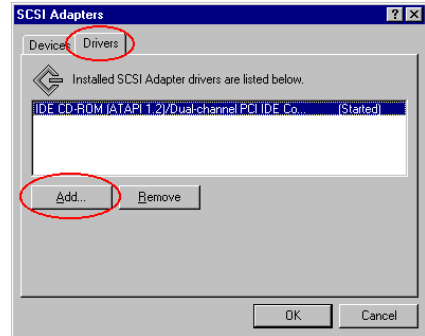 SCSI Adapters
Devices Drivers
Installed SCSI Adapter drivers are listed below.
IDE CD-ROM (ATAPI 1.2)/Dual-channel PCI IDE Co... (Started)
Add... Remove
OK Cancel